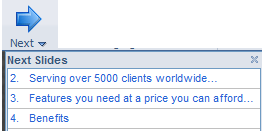 Next
Next Slides
2. Serving over 5000 clients worldwide...
3. Features you need at a price you can afford...
4. Benefits